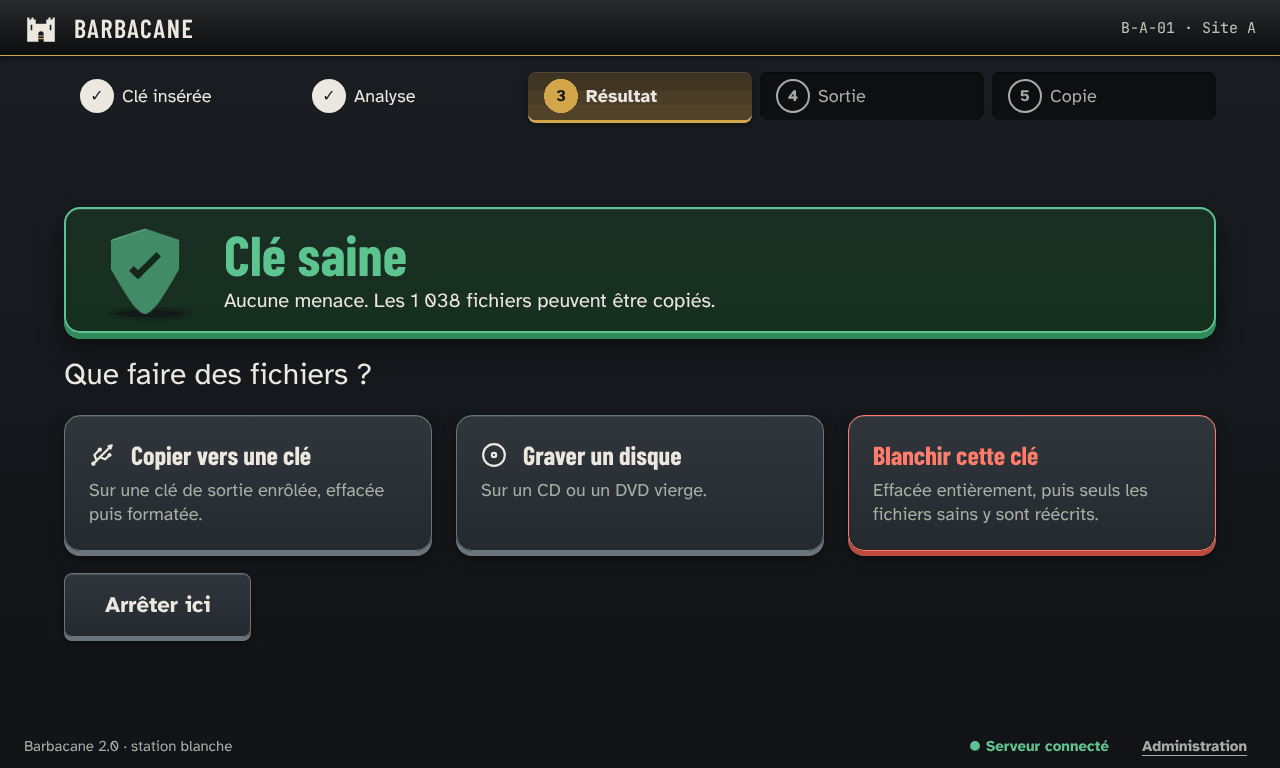 BARBACANE
B-A-01 · Site A
✓ Clé insérée
✓ Analyse
3 Résultat
4 Sortie
5 Copie
Clé saine
Aucune menace. Les 1 038 fichiers peuvent être copiés.
Que faire des fichiers ?
Copier vers une clé
Sur une clé de sortie enrôlée, effacée
puis formatée.
Graver un disque
Sur un CD ou un DVD vierge.
Blanchir cette clé
Effacée entièrement, puis seuls les
fichiers sains y sont réécrits.
Arrêter ici
Barbacane 2.0 · station blanche
Serveur connecté
Administration